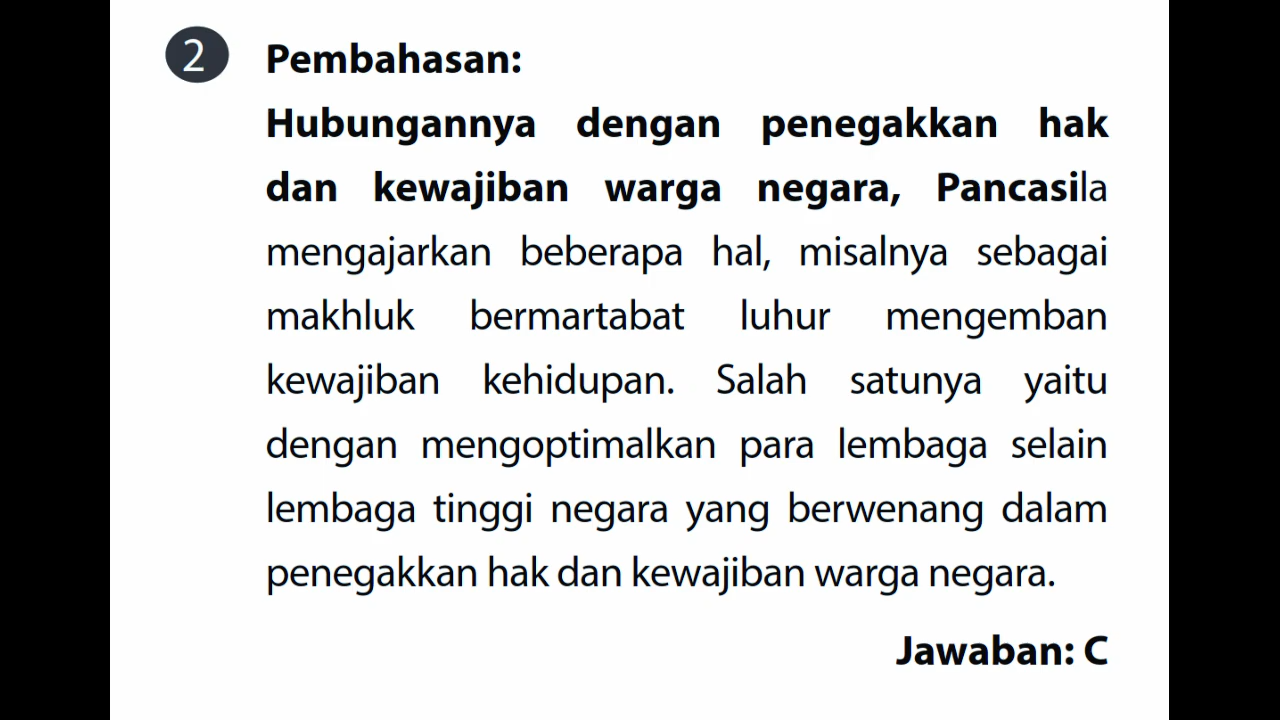 2 Pembahasan:
Hubungannya dengan penegakkan hak
dan kewajiban warga negara, Pancasila
mengajarkan beberapa hal, misalnya sebagai
makhluk bermartabat luhur mengemban
kewajiban kehidupan. Salah satunya yaitu
dengan mengoptimalkan para lembaga selain
lembaga tinggi negara yang berwenang dalam
penegakkan hak dan kewajiban warga negara.
Jawaban: C